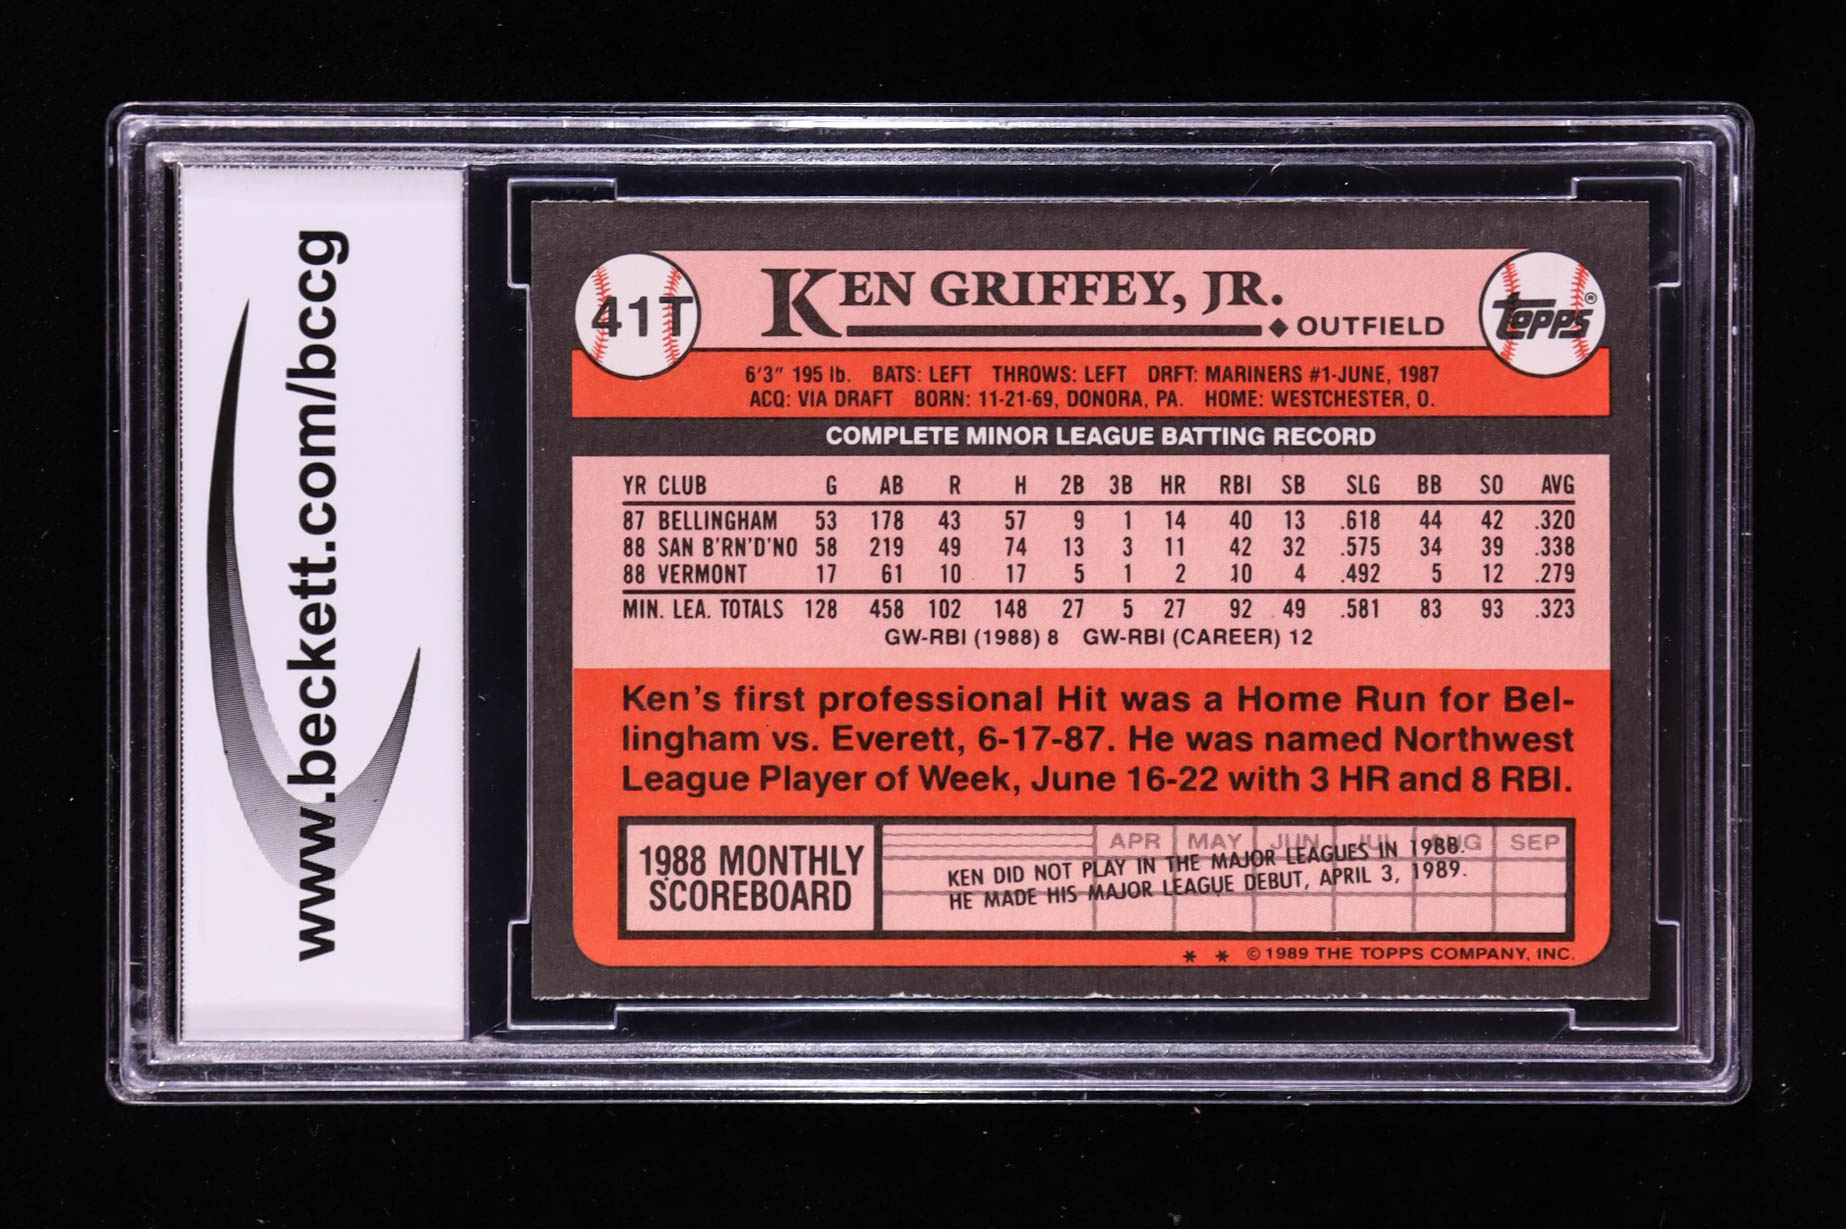 www.beckett.com/bccg
41T
KEN GRIFFEY, JR.
◆ OUTFIELD
TOPPS®
6'3" 195 lb. BATS: LEFT THROWS: LEFT DRFT: MARINERS #1-JUNE, 1987
ACQ: VIA DRAFT BORN: 11-21-69, DONORA, PA. HOME: WESTCHESTER, O.
COMPLETE MINOR LEAGUE BATTING RECORD
YR CLUB G AB R H 2B 3B HR RBI SB SLG BB SO AVG
87 BELLINGHAM 53 178 43 57 9 1 14 40 13 .618 44 42 .320
88 SAN B'RN'D'NO 58 219 49 74 13 3 11 42 32 .575 34 39 .338
88 VERMONT 17 61 10 17 5 1 2 10 4 .492 5 12 .279
MIN. LEA. TOTALS 128 458 102 148 27 5 27 92 49 .581 83 93 .323
GW-RBI (1988) 8 GW-RBI (CAREER) 12
Ken's first professional Hit was a Home Run for Bel-
lingham vs. Everett, 6-17-87. He was named Northwest
League Player of Week, June 16-22 with 3 HR and 8 RBI.
1988 MONTHLY
SCOREBOARD
APR MAY JUN JUL AUG SEP
KEN DID NOT PLAY IN THE MAJOR LEAGUES IN 1988.
HE MADE HIS MAJOR LEAGUE DEBUT, APRIL 3, 1989.
* * © 1989 THE TOPPS COMPANY, INC.